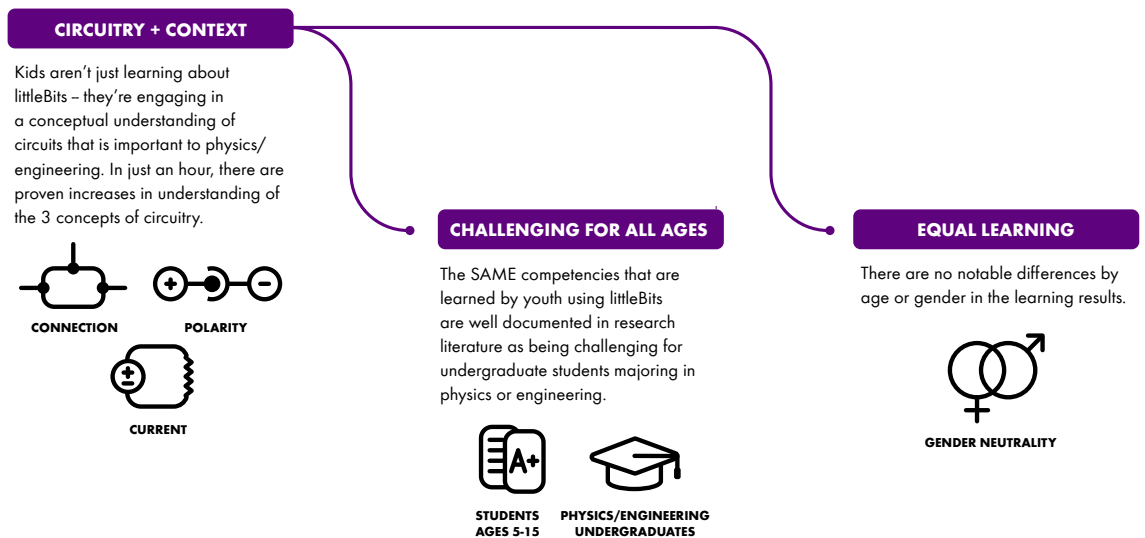 CIRCUITRY + CONTEXT
Kids aren't just learning about
littleBits – they're engaging in
a conceptual understanding of
circuits that is important to physics/
engineering. In just an hour, there are
proven increases in understanding of
the 3 concepts of circuitry.
CONNECTION
POLARITY
CURRENT
CHALLENGING FOR ALL AGES
The SAME competencies that are
learned by youth using littleBits
are well documented in research
literature as being challenging for
undergraduate students majoring in
physics or engineering.
A+
STUDENTS
AGES 5-15
PHYSICS/ENGINEERING
UNDERGRADUATES
EQUAL LEARNING
There are no notable differences by
age or gender in the learning results.
GENDER NEUTRALITY